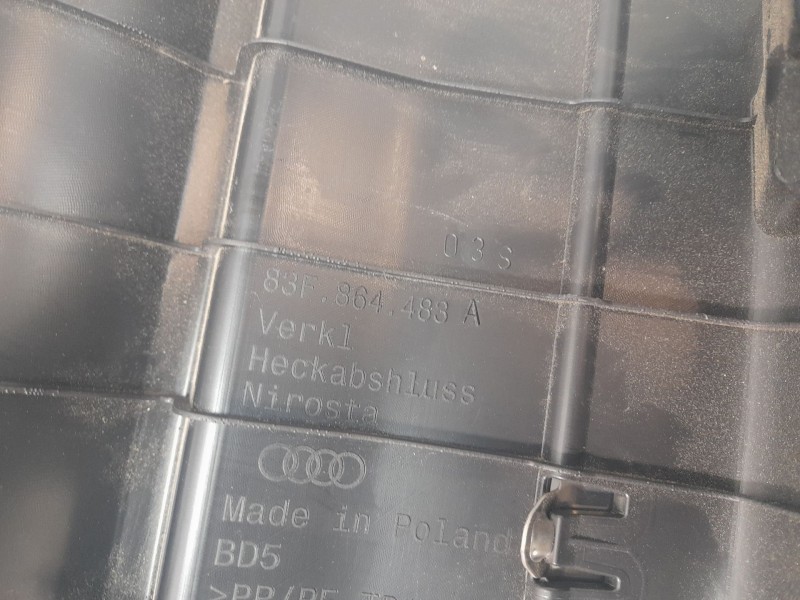 03S
83F.864.483 A
Verkl
Heckabshluss
Nirosta
Made in Poland
BD5